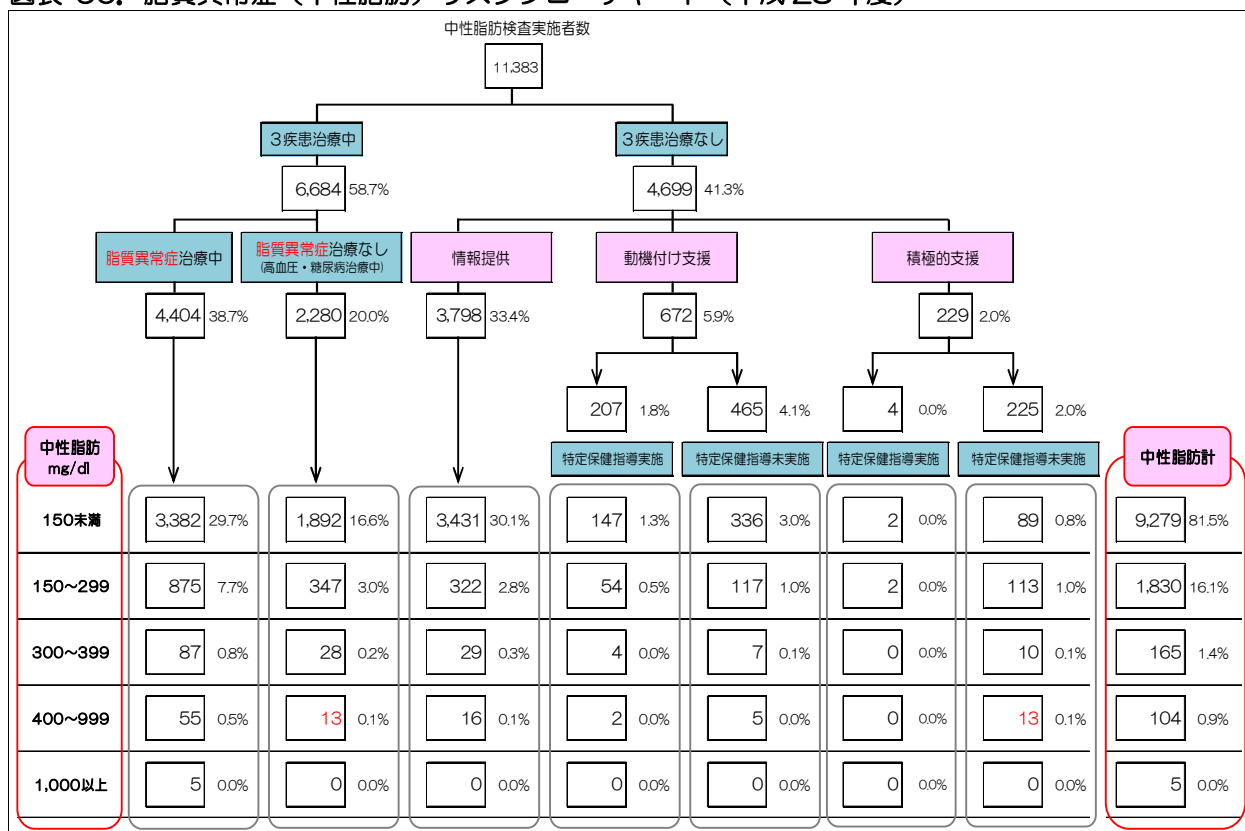 中性脂肪検査実施者数
11,383
3疾患治療中 3疾患治療なし
6,684 58.7% 4,699 41.3%
脂質異常症治療中 脂質異常症治療なし 情報提供 動機付け支援 積極的支援
(高血圧・糖尿病治療中)
4,404 38.7% 2,280 20.0% 3,798 33.4% 672 5.9% 229 2.0%
207 1.8% 465 4.1% 4 0.0% 225 2.0%
特定保健指導実施 特定保健指導未実施 特定保健指導実施 特定保健指導未実施
中性脂肪 中性脂肪計
mg/dl
150未満 3,382 29.7% 1,892 16.6% 3,431 30.1% 147 1.3% 336 3.0% 2 0.0% 89 0.8% 9,279 81.5%
150～299 875 7.7% 347 3.0% 322 2.8% 54 0.5% 117 1.0% 2 0.0% 113 1.0% 1,830 16.1%
300～399 87 0.8% 28 0.2% 29 0.3% 4 0.0% 7 0.1% 0 0.0% 10 0.1% 165 1.4%
400～999 55 0.5% 13 0.1% 16 0.1% 2 0.0% 5 0.0% 0 0.0% 13 0.1% 104 0.9%
1,000以上 5 0.0% 0 0.0% 0 0.0% 0 0.0% 0 0.0% 0 0.0% 0 0.0% 5 0.0%